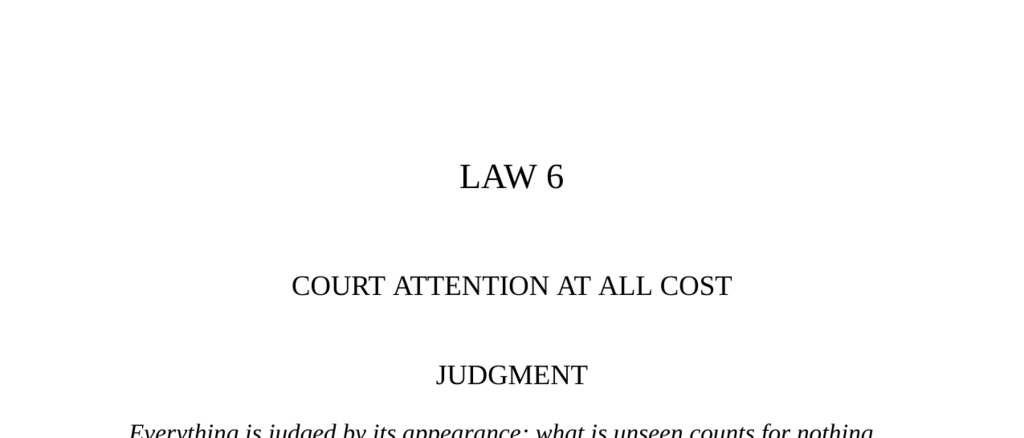 LAW 6
COURT ATTENTION AT ALL COST
JUDGMENT
Everything is judged by its appearance; what is unseen counts for nothing.